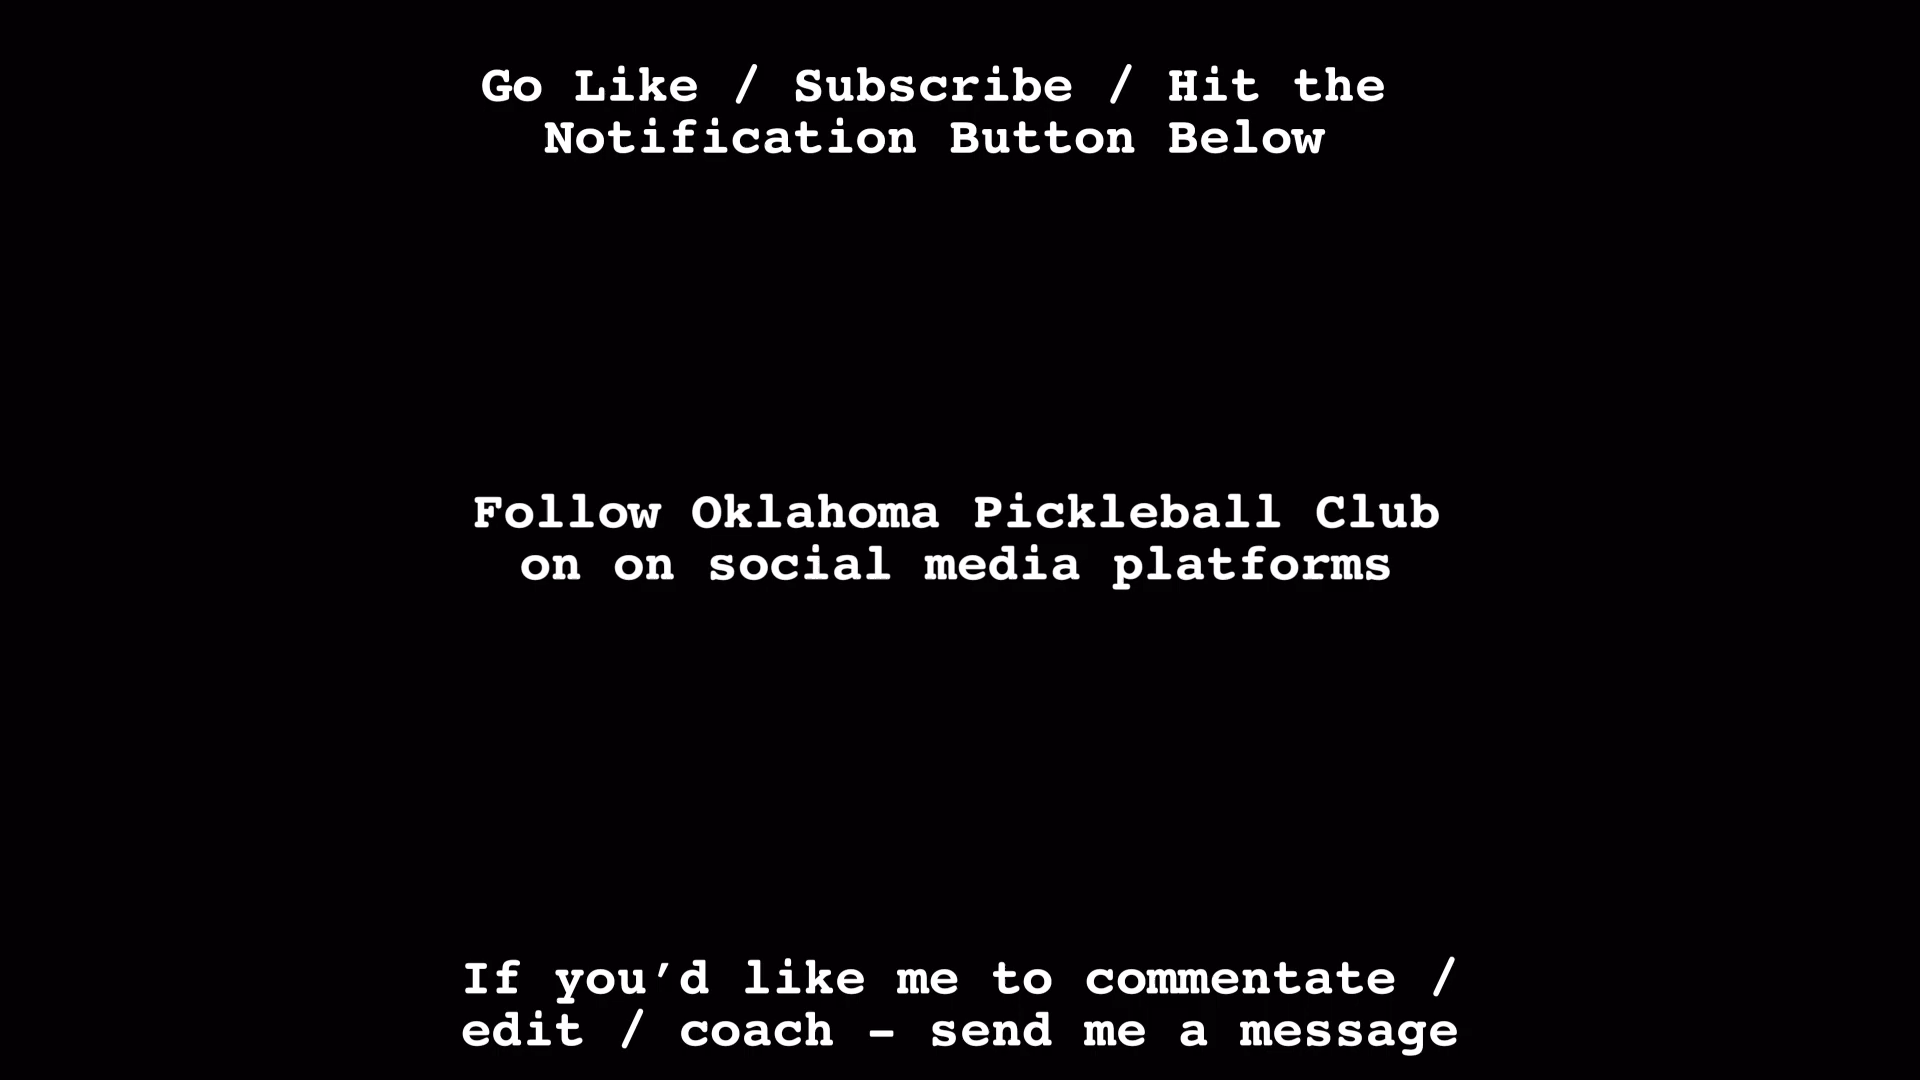 Go Like / Subscribe / Hit the
Notification Button Below
Follow Oklahoma Pickleball Club
on on social media platforms
If you’d like me to commentate /
edit / coach – send me a message